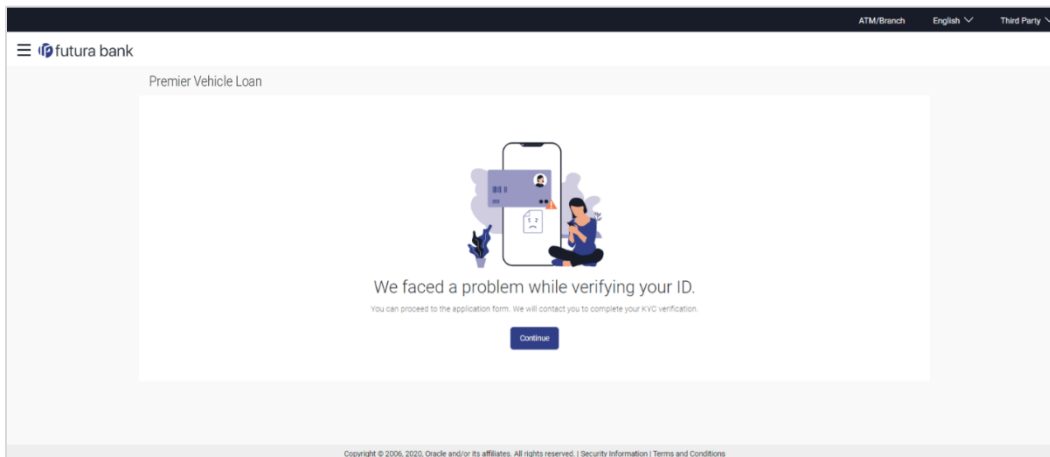 ATM/Branch English Third Party
futura bank
Premier Vehicle Loan
We faced a problem while verifying your ID.
You can proceed to the application form. We will contact you to complete your KYC verification.
Continue
Copyright © 2006, 2020, Oracle and/or its affiliates. All rights reserved. | Security Information | Terms and Conditions